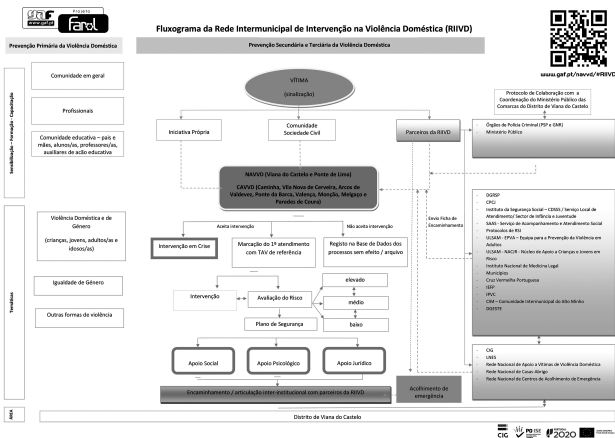 gaf
www.gaf.pt
Projeto
Farol
Fluxograma da Rede Intermunicipal de Intervenção na Violência Doméstica (RIIVD)
www.gaf.pt/navvd/#RIIVD
Prevenção Primária da Violência Doméstica
Prevenção Secundária e Terciária da Violência Doméstica
Sensibilização - Formação - Capacitação
Comunidade em geral
Profissionais
Comunidade educativa – pais e
mães, alunos/as, professores/as,
auxiliares de acão educativa
Temáticas
Violência Doméstica e de
Género
(crianças, jovens, adultos/as e
idosos/as)
Igualdade de Género
Outras formas de violência
VÍTIMA
(sinalização)
Iniciativa Própria
Comunidade
Sociedade Civil
Parceiros da RIIVD
NAVVD (Viana do Castelo e Ponte de Lima)
CAVVD (Caminha, Vila Nova de Cerveira, Arcos de
Valdevez, Ponte da Barca, Valença, Monção, Melgaço e
Paredes de Coura)
Aceita intervenção
Não aceita intervenção
Intervenção em Crise
Marcação do 1º atendimento
com TAV de referência
Registo na Base de Dados dos
processos sem efeito / arquivo
Intervenção
Avaliação do Risco
elevado
médio
baixo
Plano de Segurança
Apoio Social
Apoio Psicológico
Apoio Jurídico
Encaminhamento / articulação inter-institucional com parceiros da RIIVD
Acolhimento de
emergência
Envia Ficha de
Encaminhamento
Protocolo de Colaboração com a
Coordenação do Ministério Público das
Comarcas do Distrito de Viana do Castelo
- Órgãos de Polícia Criminal (PSP e GNR)
- Ministério Público
- DGRSP
- CPCJ
- Instituto da Segurança Social – CDSSS / Serviço Local de
Atendimento/ Sector de Infância e Juventude
- SAAS - Serviço de Acompanhamento e Atendimento Social
- Protocolos de RSI
- ULSAM - EPVA – Equipa para a Prevenção da Violência em
Adultos
- ULSAM - NACJR - Núcleo de Apoio a Crianças e Jovens em
Risco
- Instituto Nacional de Medicina Legal
- Municípios
- Cruz Vermelha Portuguesa
- IEFP
- IPVC
- CIM – Comunidade Intermunicipal do Alto Minho
- DGESTE
- CIG
- LNES
- Rede Nacional de Apoio a Vítimas de Violência Doméstica
- Rede Nacional de Casas-Abrigo
- Rede Nacional de Centros de Acolhimento de Emergência
ÁREA
Distrito de Viana do Castelo
CIG
PO ISE
2020